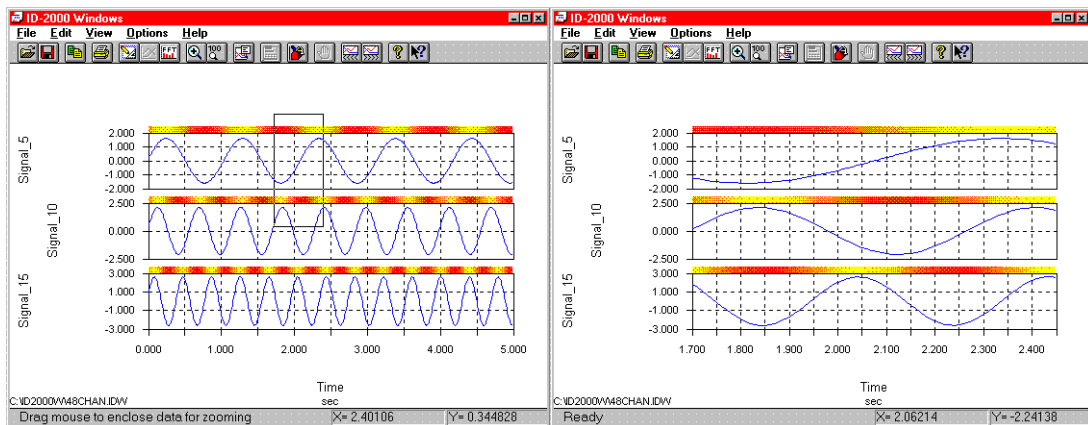 ID-2000 Windows
File Edit View Options Help
FFT 100
Signal_5
2.000
1.000
0.000
-1.000
-2.000
Signal_10
2.500
0.000
-2.500
Signal_15
3.000
1.000
-1.000
-3.000
0.000 1.000 2.000 3.000 4.000 5.000
Time
sec
C:\ID2000W\48CHAN.IDW
Drag mouse to enclose data for zooming X= 2.40106 Y= 0.344828
ID-2000 Windows
File Edit View Options Help
FFT 100
Signal_5
2.000
1.000
0.000
-1.000
-2.000
Signal_10
2.500
0.000
-2.500
Signal_15
3.000
1.000
-1.000
-3.000
1.700 1.800 1.900 2.000 2.100 2.200 2.300 2.400
Time
sec
C:\ID2000W\48CHAN.IDW
Ready X= 2.06214 Y= -2.24138